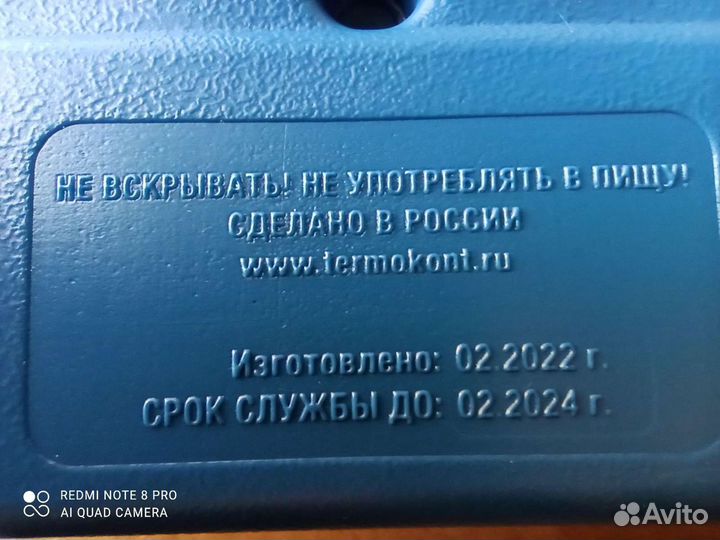 НЕ ВСКРЫВАТЬ! НЕ УПОТРЕБЛЯТЬ В ПИЩУ!
СДЕЛАНО В РОССИИ
www.termokont.ru
Изготовлено: 02.2022 г.
СРОК СЛУЖБЫ ДО: 02.2024 г.
REDMI NOTE 8 PRO
AI QUAD CAMERA
Avito